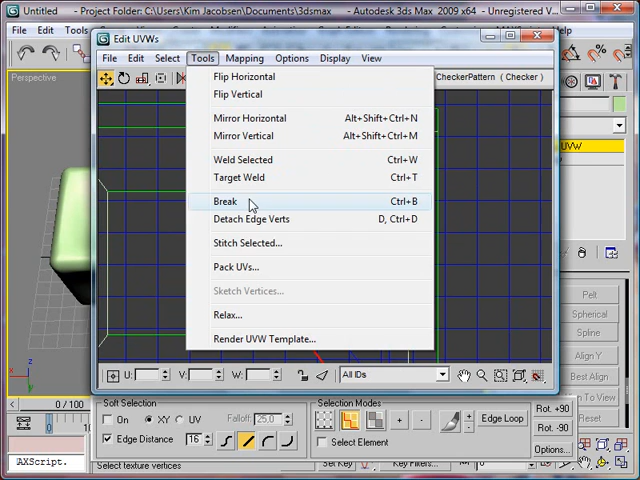 Untitled - Project Folder: C:\Users\Kim Jacobsen\Documents\3dsmax - Autodesk 3ds Max 2009 x64 - Unregistered V
Edit UVWs
File Edit Select Tools Mapping Options Display View
CheckerPattern ( Checker )
Perspective
Flip Horizontal
Flip Vertical
Mirror Horizontal Alt+Shift+Ctrl+N
Mirror Vertical Alt+Shift+Ctrl+M
UVW
Weld Selected Ctrl+W
Target Weld Ctrl+T
Break Ctrl+B
Detach Edge Verts D, Ctrl+D
Stitch Selected...
Pack UVs...
Sketch Vertices...
Relax...
Render UVW Template...
Pelt
Spherical
Spline
Align Y
Best Align
To View
Reset
U: V: W: All IDs
0 / 100
Soft Selection
On XY UV Falloff: 25,0
Edge Distance 16
Selection Modes
+ - + Edge Loop
Select Element
Rot. +90
Rot. -90
Options...
AXScript.
Select texture vertices
Set Key Key Filters...
x y z